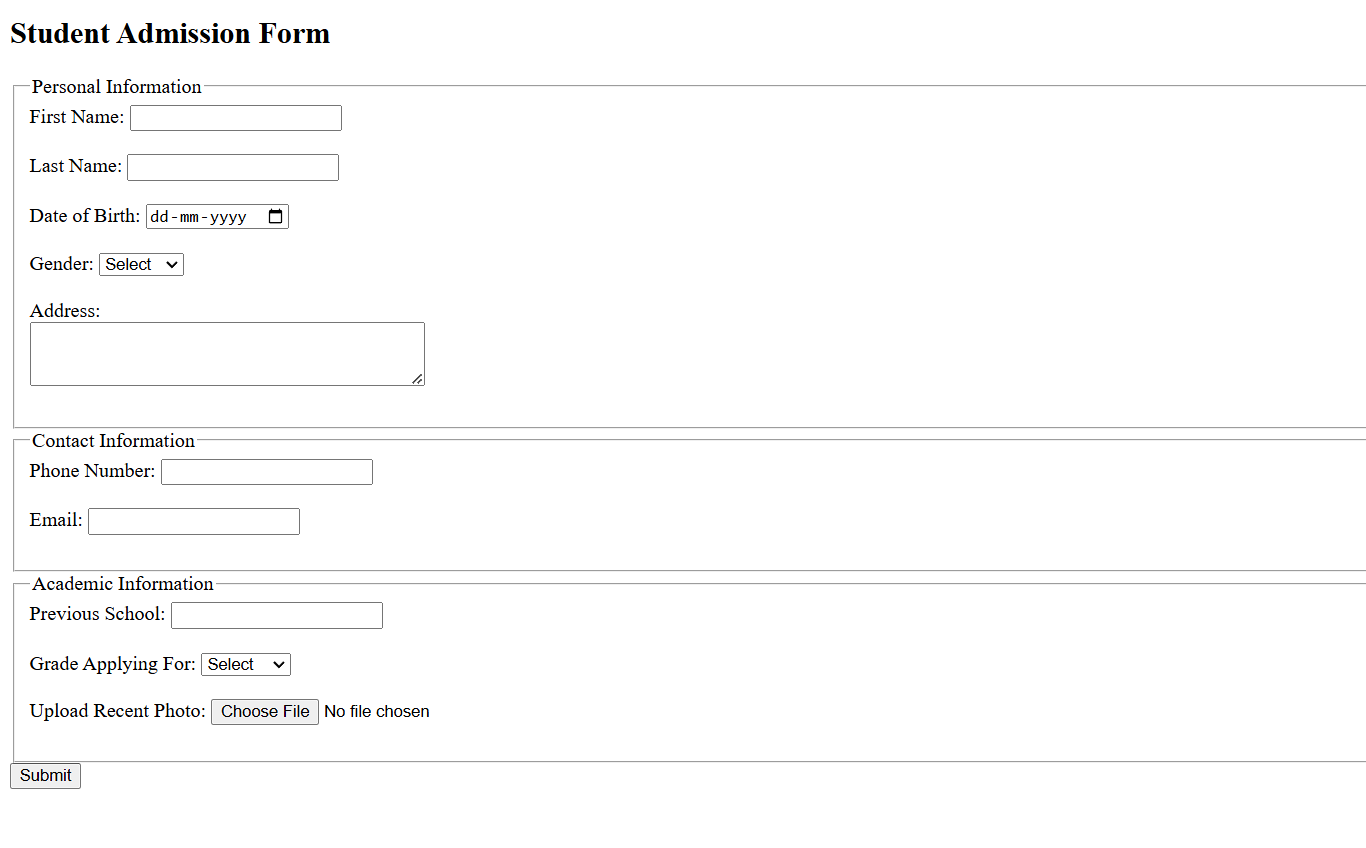 Student Admission Form
Personal Information
First Name:
Last Name:
Date of Birth: dd-mm-yyyy
Gender: Select
Address:
Contact Information
Phone Number:
Email:
Academic Information
Previous School:
Grade Applying For: Select
Upload Recent Photo: Choose File No file chosen
Submit